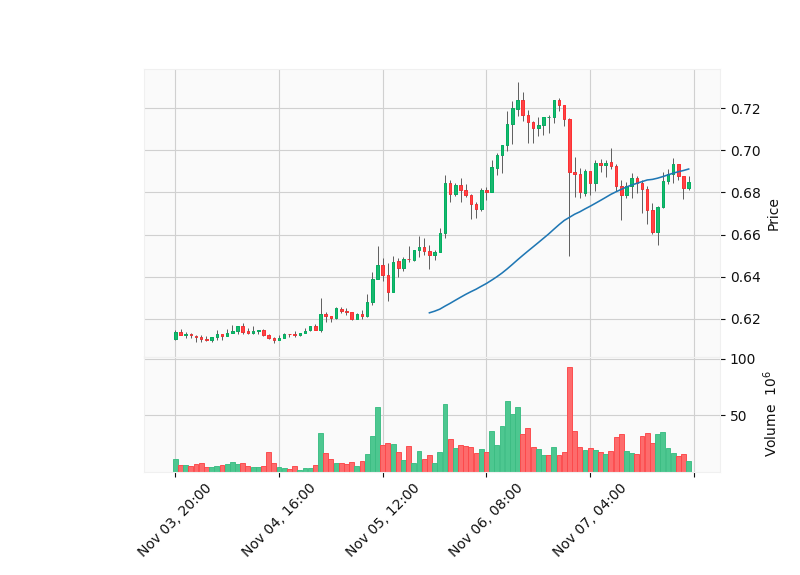 0.72
0.70
0.68
0.66
0.64
0.62
Price
100
50
Volume 10^6
Nov 03, 20:00
Nov 04, 16:00
Nov 05, 12:00
Nov 06, 08:00
Nov 07, 04:00